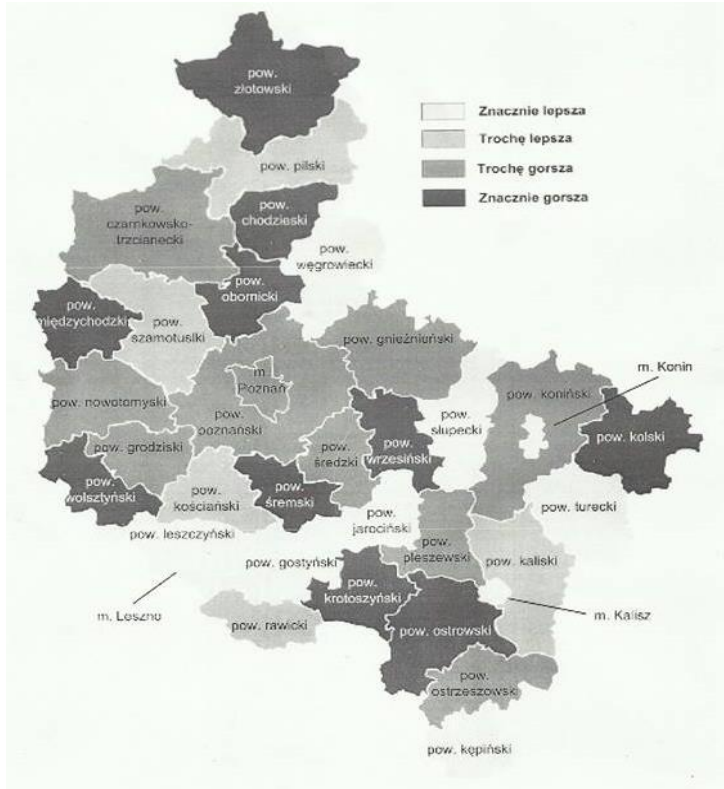 pow.
złotowski
Znacznie lepsza
Trochę lepsza
Trochę gorsza
Znacznie gorsza
pow. pilski
pow.
chodzieski
pow.
czarnkowsko-
trzcianecki
pow.
węgrowiecki
pow.
obornicki
pow.
międzychodzki
pow.
szamotuslki
pow. gnieźnieński
m.
Poznań
m. Konin
pow. koniński
pow. nowotomyski
pow.
poznański
pow.
słupecki
pow. kolski
pow. grodziski
pow.
średzki
pow.
wrzesiński
pow.
wolsztyński
pow.
kościański
pow.
śremski
pow. turecki
pow.
jarociński
pow. leszczyński
pow.
pleszewski
pow. kaliski
pow. gostyński
pow.
krotoszyński
m. Leszno
m. Kalisz
pow. rawicki
pow. ostrowski
pow.
ostrzeszowsk
pow. kępiński